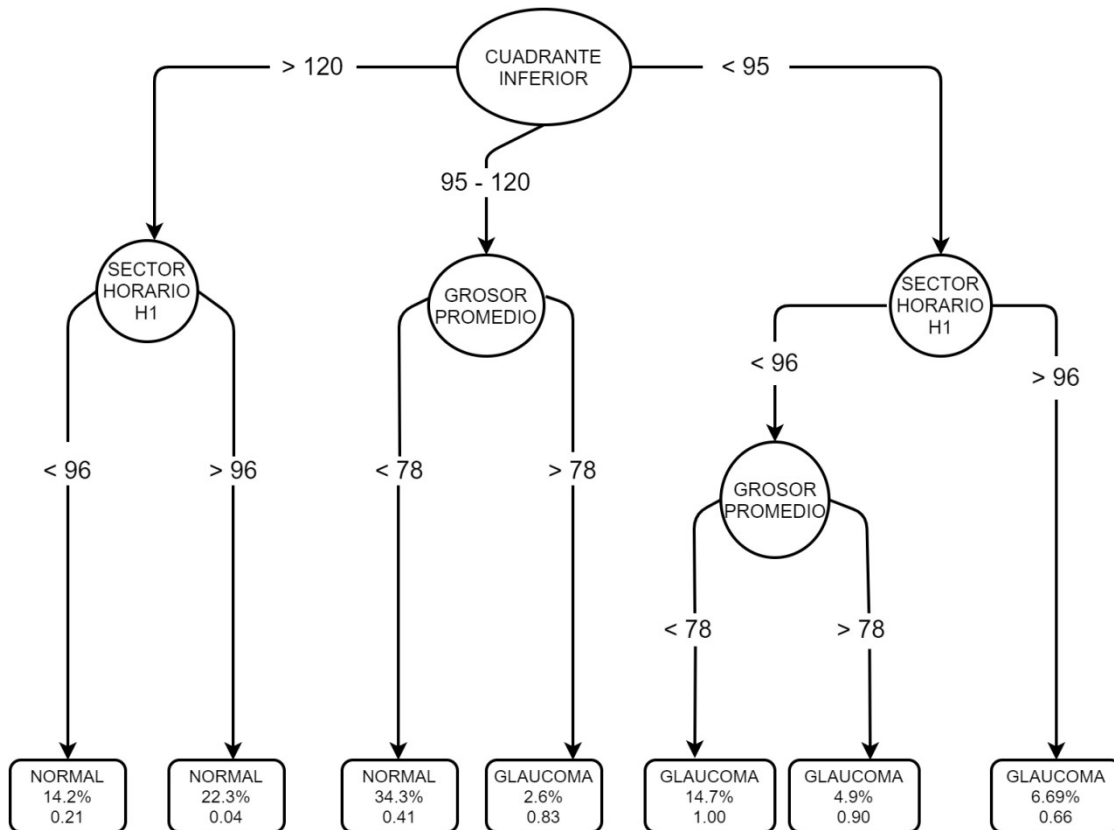 CUADRANTE
INFERIOR
> 120
< 95
95 - 120
SECTOR
HORARIO
H1
GROSOR
PROMEDIO
SECTOR
HORARIO
H1
< 96
> 96
< 96
> 96
< 78
> 78
GROSOR
PROMEDIO
< 78
> 78
NORMAL
14.2%
0.21
NORMAL
22.3%
0.04
NORMAL
34.3%
0.41
GLAUCOMA
2.6%
0.83
GLAUCOMA
14.7%
1.00
GLAUCOMA
4.9%
0.90
GLAUCOMA
6.69%
0.66